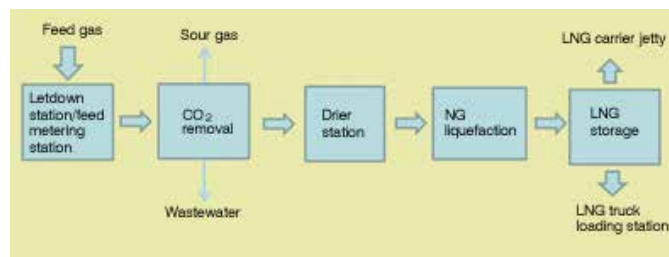 Feed gas
Sour gas
LNG carrier jetty
Letdown
station/feed
metering
station
CO₂
removal
Drier
station
NG
liquefaction
LNG
storage
Wastewater
LNG truck
loading station